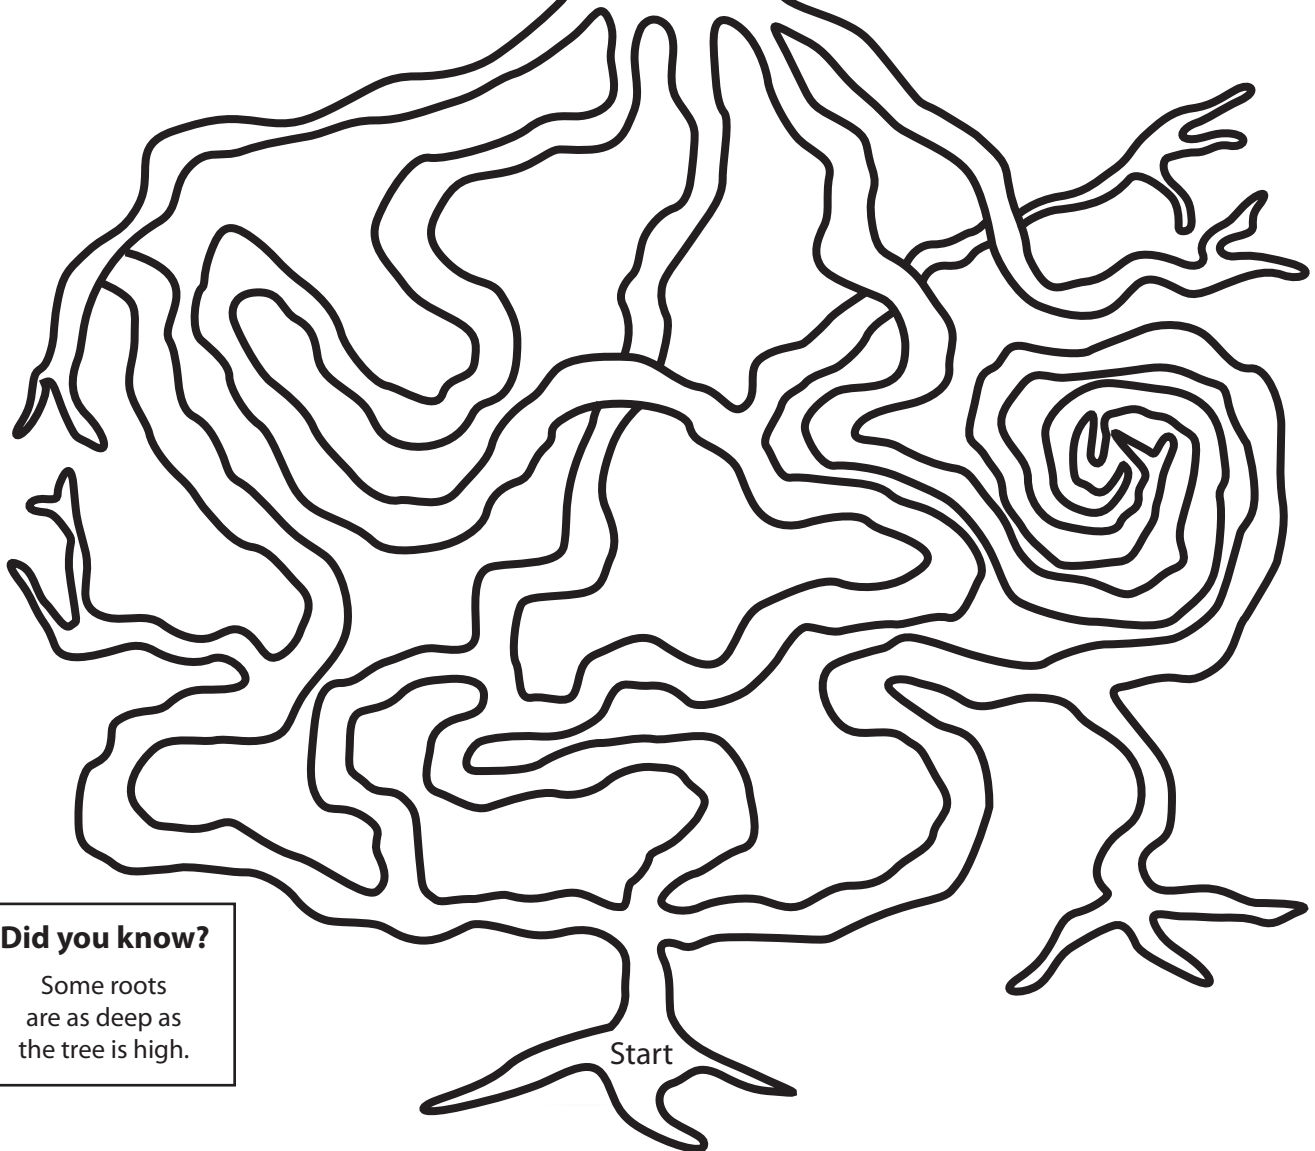 Did you know?
Some roots
are as deep as
the tree is high.
Start